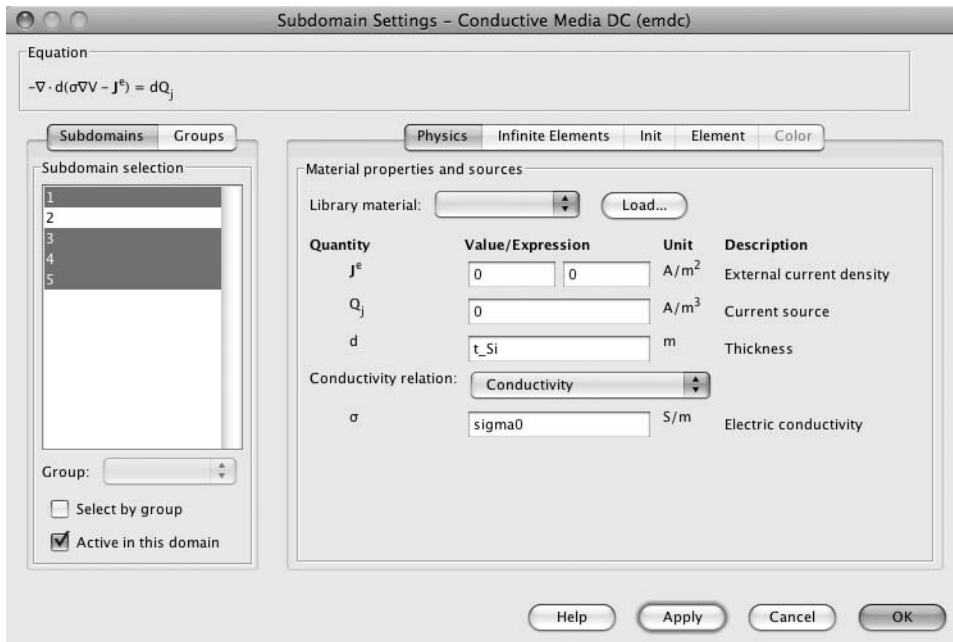 Subdomain Settings – Conductive Media DC (emdc)
Equation
-∇ · d(σ∇V – J^e) = dQ_j
Subdomains Groups
Physics Infinite Elements Init Element Color
Subdomain selection
1
2
3
4
5
Group:
Select by group
Active in this domain
Material properties and sources
Library material: Load...
Quantity Value/Expression Unit Description
J^e 0 0 A/m^2 External current density
Q_j 0 A/m^3 Current source
d t_Si m Thickness
Conductivity relation: Conductivity
σ sigma0 S/m Electric conductivity
Help Apply Cancel OK